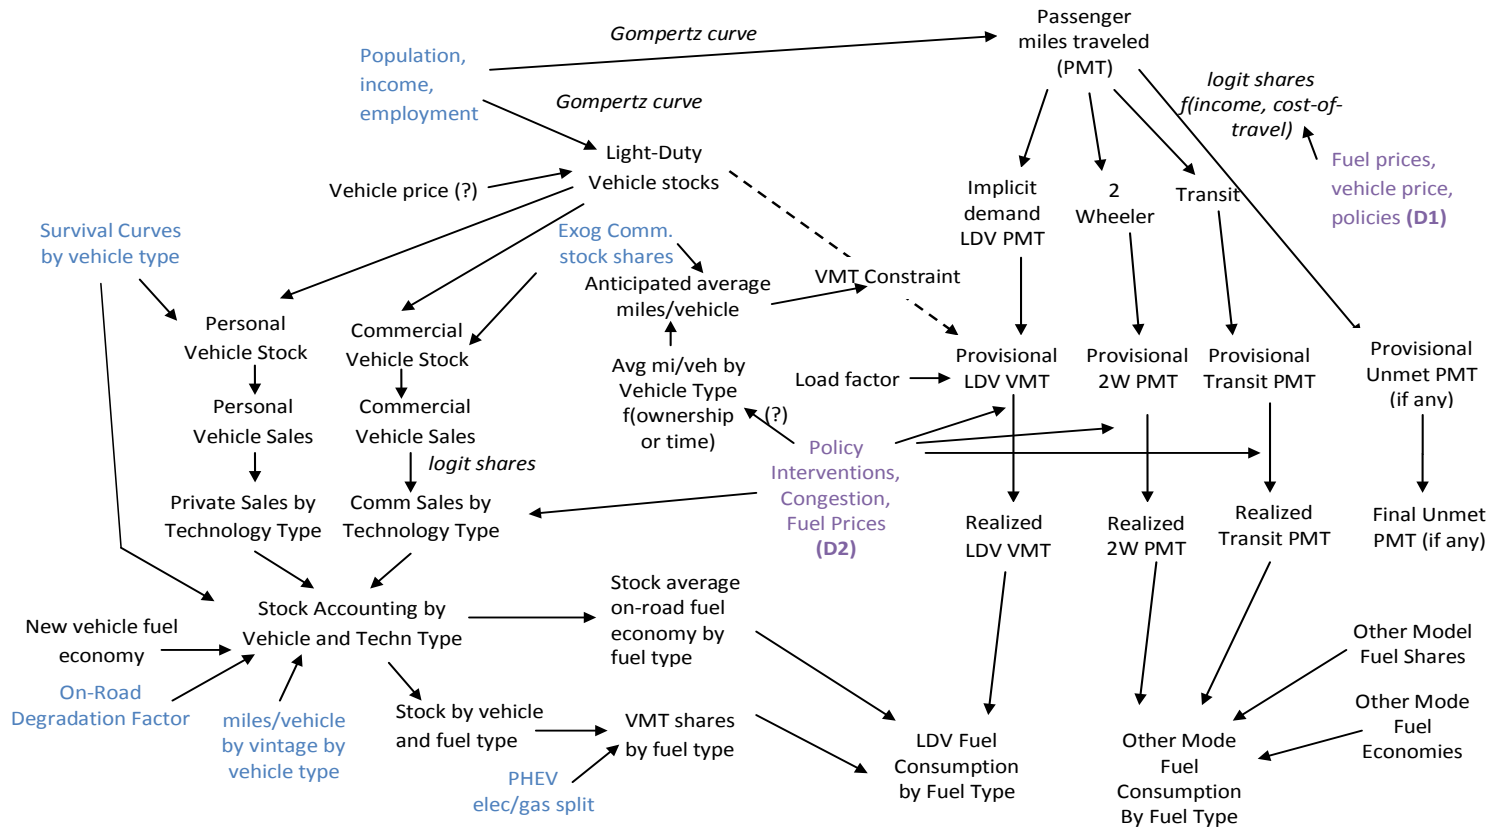 Passenger
miles traveled
(PMT)
Gompertz curve
Population,
income,
employment
Gompertz curve
logit shares
f(income, cost-of-
travel)
Fuel prices,
vehicle price,
policies (D1)
Light-Duty
Vehicle stocks
Vehicle price (?)
Implicit
demand
LDV PMT
2
Wheeler
Transit
Survival Curves
by vehicle type
Exog Comm.
stock shares
Anticipated average
miles/vehicle
VMT Constraint
Personal
Vehicle Stock
Commercial
Vehicle Stock
Avg mi/veh by
Vehicle Type
f(ownership
or time)
(?)
Load factor
Provisional
LDV VMT
Provisional
2W PMT
Provisional
Transit PMT
Provisional
Unmet PMT
(if any)
Personal
Vehicle Sales
Commercial
Vehicle Sales
logit shares
Policy
Interventions,
Congestion,
Fuel Prices
(D2)
Private Sales by
Technology Type
Comm Sales by
Technology Type
Realized
LDV VMT
Realized
2W PMT
Realized
Transit PMT
Final Unmet
PMT (if any)
Stock Accounting by
Vehicle and Techn Type
Stock average
on-road fuel
economy by
fuel type
New vehicle fuel
economy
On-Road
Degradation Factor
miles/vehicle
by vintage by
vehicle type
Stock by vehicle
and fuel type
VMT shares
by fuel type
PHEV
elec/gas split
LDV Fuel
Consumption
by Fuel Type
Other Mode
Fuel
Consumption
By Fuel Type
Other Model
Fuel Shares
Other Mode
Fuel
Economies